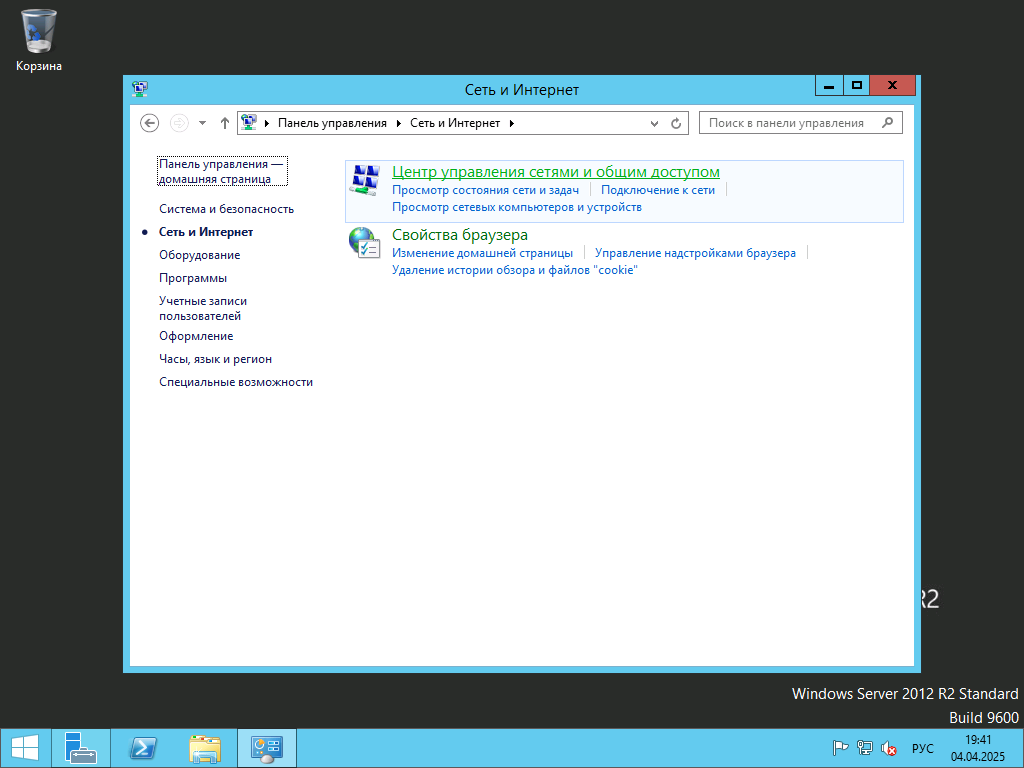 Корзина
Сеть и Интернет
Панель управления
Сеть и Интернет
Поиск в панели управления
Панель управления —
домашняя страница
Система и безопасность
Сеть и Интернет
Оборудование
Программы
Учетные записи
пользователей
Оформление
Часы, язык и регион
Специальные возможности
Центр управления сетями и общим доступом
Просмотр состояния сети и задач
Подключение к сети
Просмотр сетевых компьютеров и устройств
Свойства браузера
Изменение домашней страницы
Управление надстройками браузера
Удаление истории обзора и файлов "cookie"
R2
Windows Server 2012 R2 Standard
Build 9600
РУС
19:41
04.04.2025